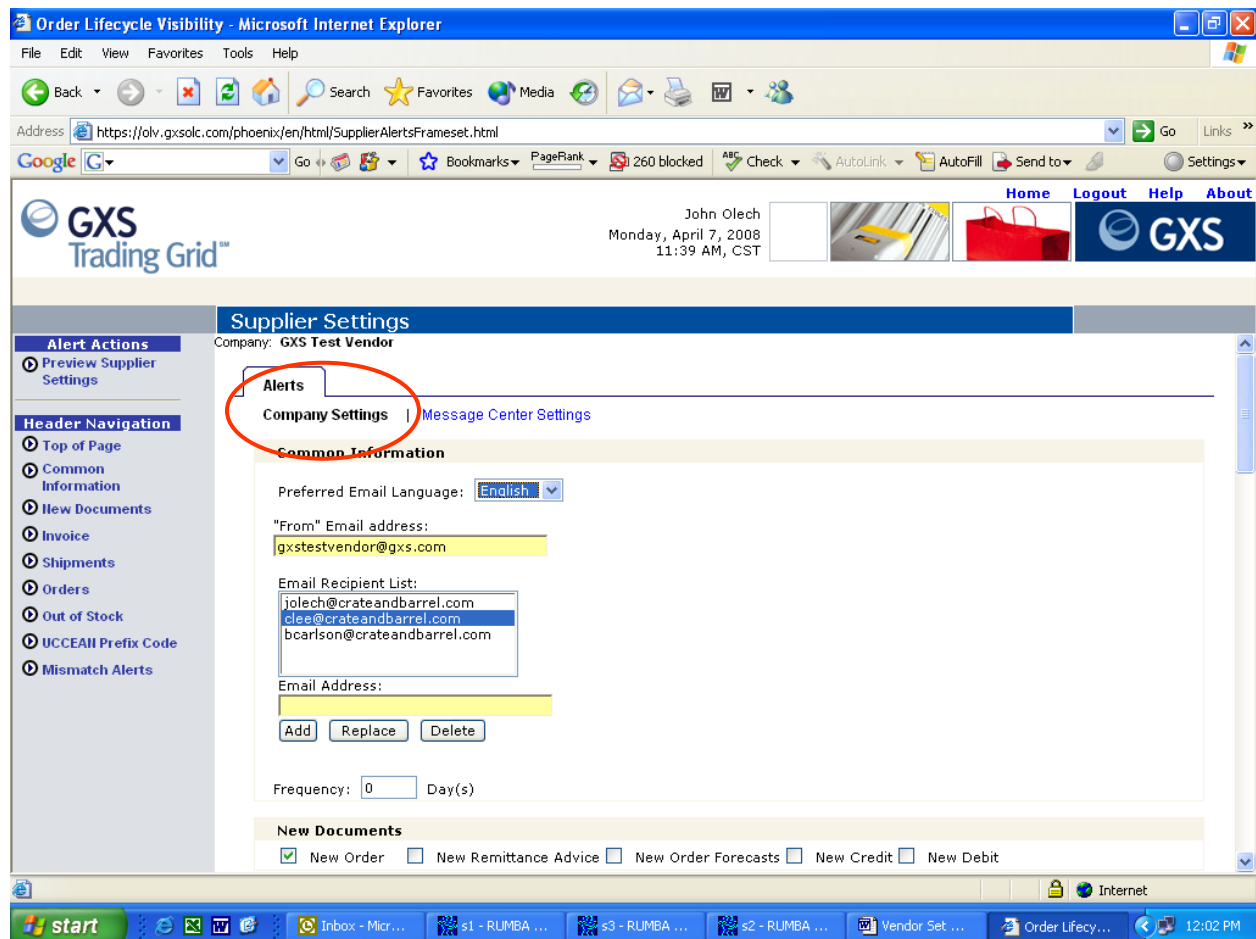 Order Lifecycle Visibility - Microsoft Internet Explorer
File Edit View Favorites Tools Help
Back Search Favorites Media
Address https://olv.gxsolc.com/phoenix/en/html/SupplierAlertsFrameset.html Go Links »
Google G Go Bookmarks PageRank 260 blocked ABC Check AutoLink AutoFill Send to Settings
Home Logout Help About
GXS
Trading Grid℠
John Olech
Monday, April 7, 2008
11:39 AM, CST
GXS
Supplier Settings
Alert Actions
Preview Supplier
Settings
Header Navigation
Top of Page
Common
Information
New Documents
Invoice
Shipments
Orders
Out of Stock
UCCEAN Prefix Code
Mismatch Alerts
Company: GXS Test Vendor
Alerts
Company Settings | Message Center Settings
Common Information
Preferred Email Language: English
"From" Email address:
gxstestvendor@gxs.com
Email Recipient List:
jolech@crateandbarrel.com
clee@crateandbarrel.com
bcarlson@crateandbarrel.com
Email Address:
Add Replace Delete
Frequency: 0 Day(s)
New Documents
New Order New Remittance Advice New Order Forecasts New Credit New Debit
Internet
start Inbox - Micr... s1 - RUMBA ... s3 - RUMBA ... s2 - RUMBA ... Vendor Set ... Order Lifecy... 12:02 PM